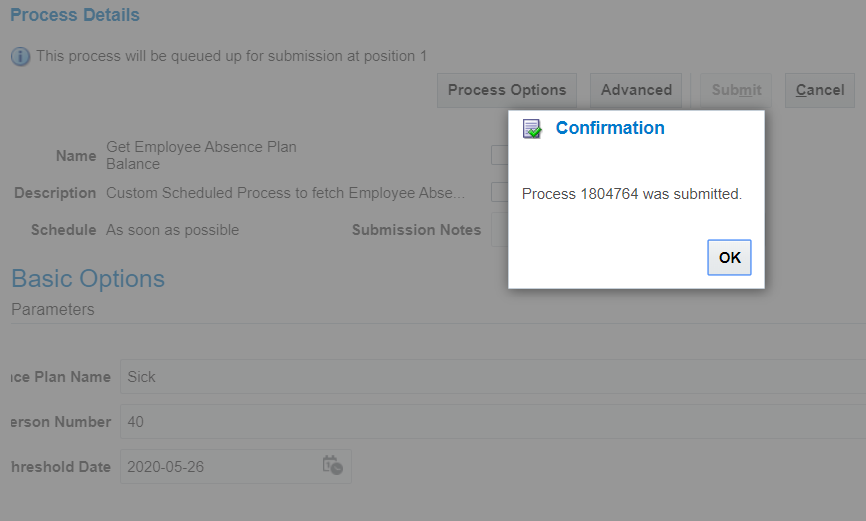 Process Details
This process will be queued up for submission at position 1
Process Options Advanced Submit Cancel
Confirmation
Process 1804764 was submitted.
OK
Name Get Employee Absence Plan
Balance
Description Custom Scheduled Process to fetch Employee Abse...
Schedule As soon as possible Submission Notes
Basic Options
Parameters
nce Plan Name Sick
erson Number 40
hreshold Date 2020-05-26